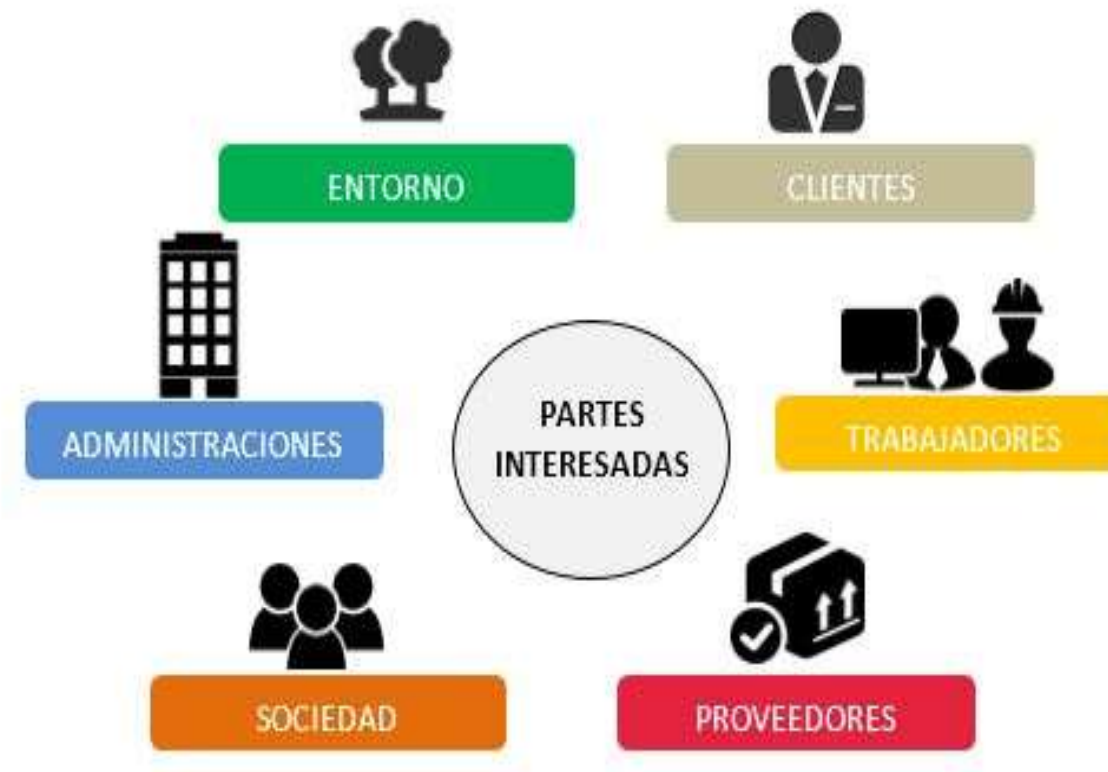 ENTORNO
CLIENTES
ADMINISTRACIONES
PARTES
INTERESADAS
TRABAJADORES
SOCIEDAD
PROVEEDORES